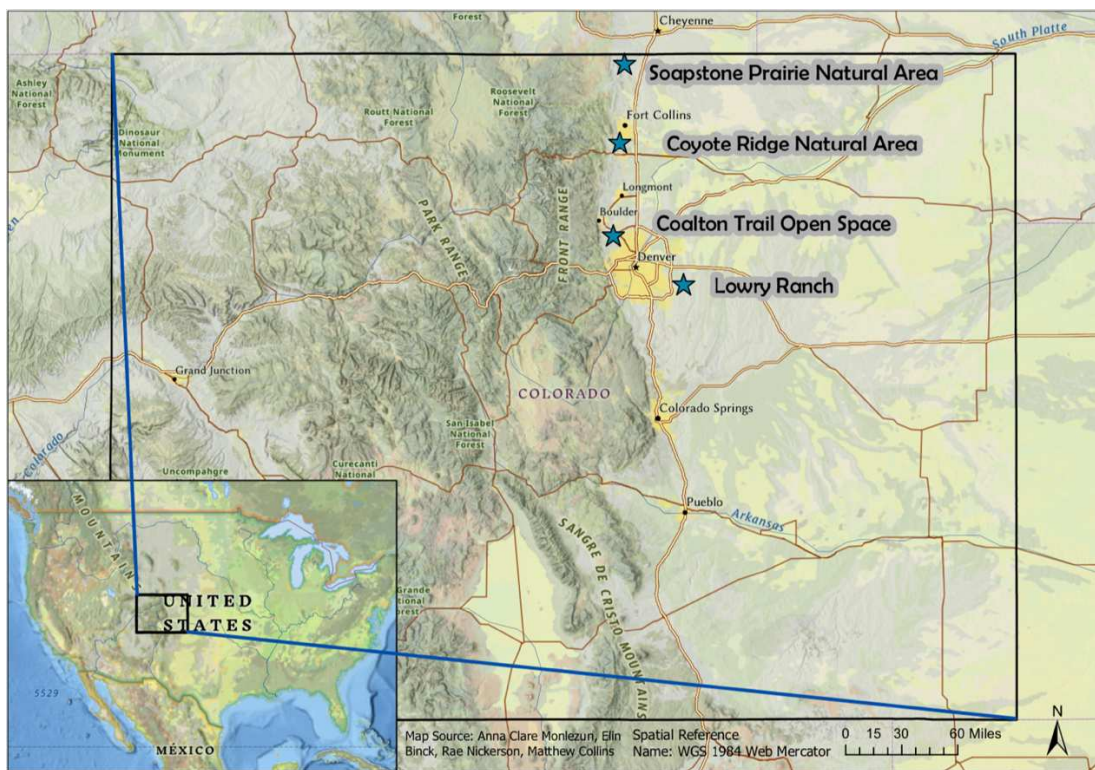 Forest
Cheyenne
South Platte
Ashley
National
Forest
Soapstone Prairie Natural Area
Roosevelt
National
Forest
Routt National
Forest
Fort Collins
Dinosaur
National
Monument
Coyote Ridge Natural Area
Longmont
Boulder
PARK RANGE
FRONT RANGE
Coalton Trail Open Space
Denver
Lowry Ranch
Grand Junction
COLORADO
Colorado Springs
San Isabel
National
Forest
Colorado
Uncompahgre
Curecanti
National
Pueblo
Arkansas
SANGRE DE CRISTO MOUNTAINS
Grande
Forest
MOUNTAINS
UNITED
STATES
5529
MÉXICO
Map Source: Anna Clare Monlezun, Elin
Binck, Rae Nickerson, Matthew Collins
Spatial Reference
Name: WGS 1984 Web Mercator
0 15 30 60 Miles
N